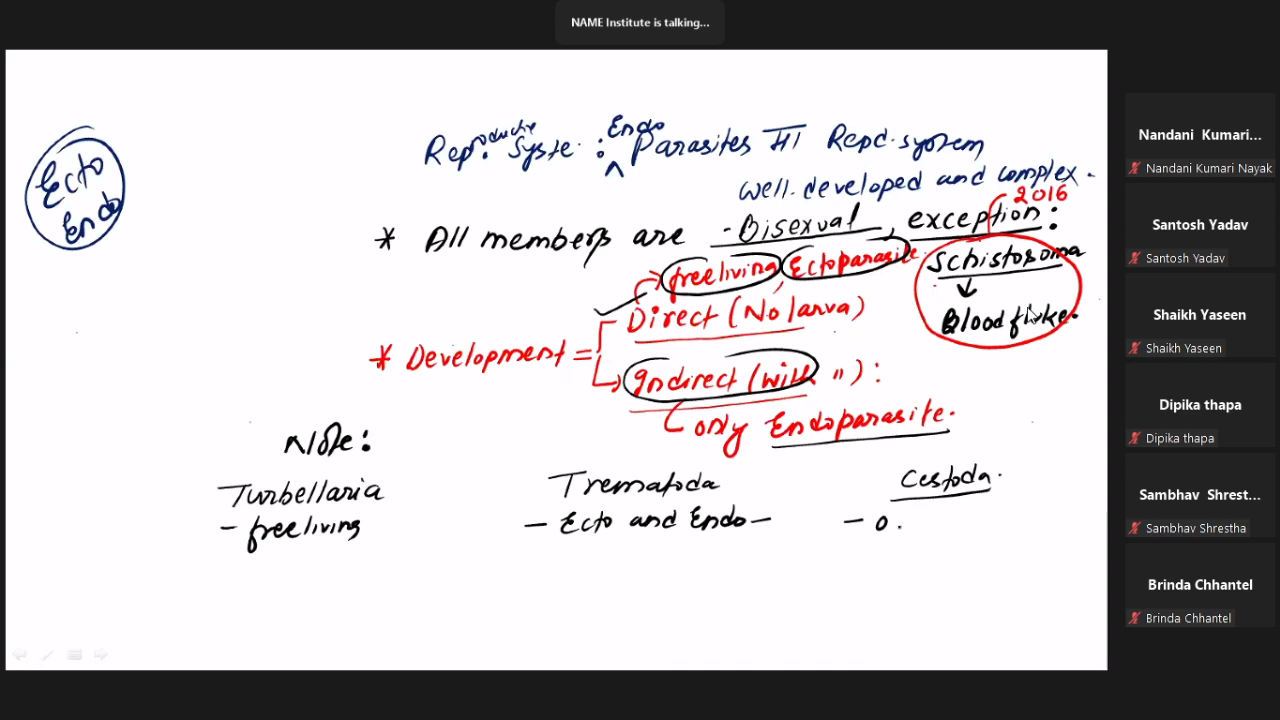 NAME Institute is talking...
Ecto
Endo
Reproductive Syste : Endo Parasites Repd. system
well-developed and complex.
2016
* All members are - Bisexual, exception:
Schistosoma
↓
Blood fluke.
freeliving, Ectoparasite.
Direct (No larva)
* Development =
Indirect (with "):
only Endoparasite.
Note:
Turbellaria
- freeliving
Trematoda
- Ecto and Endo -
Cestoda.
- o.
Nandani Kumari...
Nandani Kumari Nayak
Santosh Yadav
Santosh Yadav
Shaikh Yaseen
Shaikh Yaseen
Dipika thapa
Dipika thapa
Sambhav Shrest...
Sambhav Shrestha
Brinda Chhantel
Brinda Chhantel